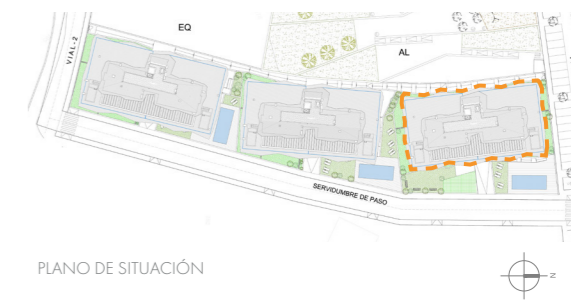 EQ
VIAL-2
AL
SERVIDUMBRE DE PASO
PLANO DE SITUACIÓN
N